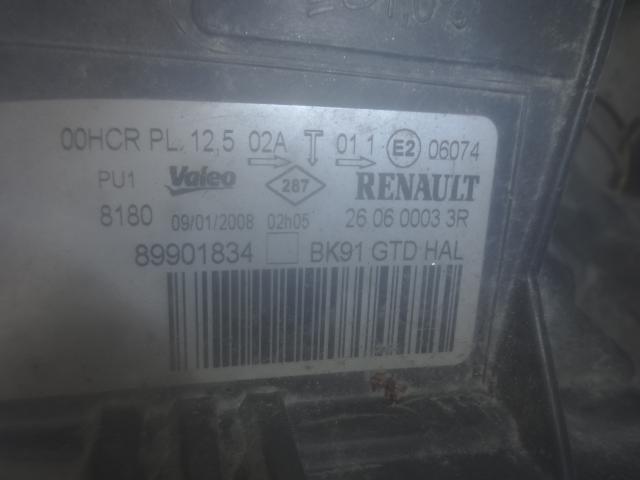 00HCR PL. 12,5 02A T 01 1 E2 06074
PU1 Valeo 287 RENAULT
8180 09/01/2008 02h05 26 06 0003 3R
89901834 BK91 GTD HAL